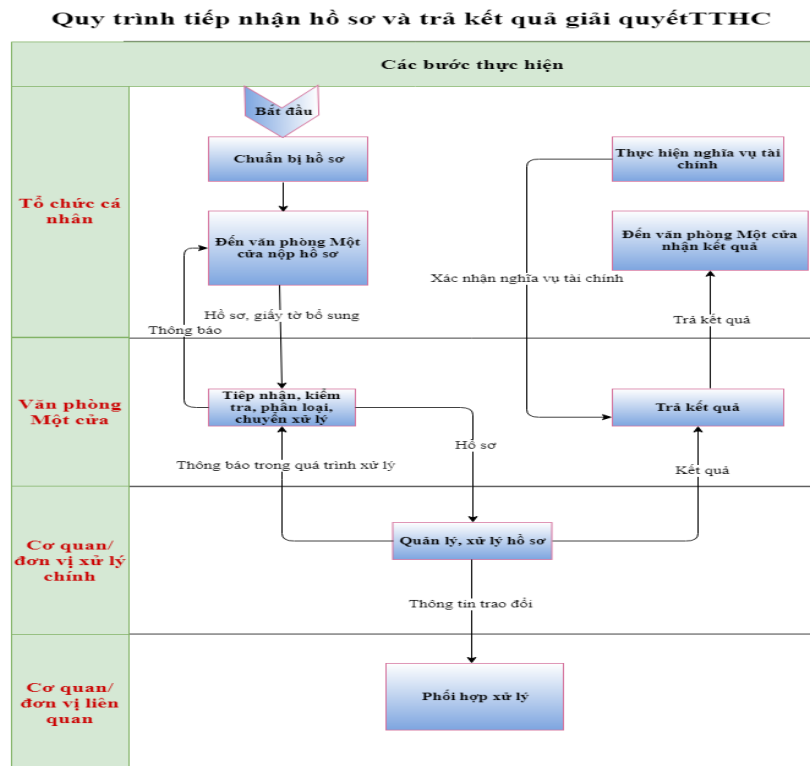 Quy trình tiếp nhận hồ sơ và trả kết quả giải quyếtTTHC
Các bước thực hiện
Bắt đầu
Chuẩn bị hồ sơ
Thực hiện nghĩa vụ tài
chính
Tổ chức cá
nhân
Đến văn phòng Một
cửa nộp hồ sơ
Đến văn phòng Một cửa
nhận kết quả
Xác nhận nghĩa vụ tài chính
Hồ sơ, giấy tờ bổ sung
Thông báo
Trả kết quả
Văn phòng
Một cửa
Tiếp nhận, kiểm
tra, phân loại,
chuyển xử lý
Trả kết quả
Hồ sơ
Thông báo trong quá trình xử lý
Kết quả
Cơ quan/
đơn vị xử lý
chính
Quản lý, xử lý hồ sơ
Thông tin trao đổi
Cơ quan/
đơn vị liên
quan
Phối hợp xử lý